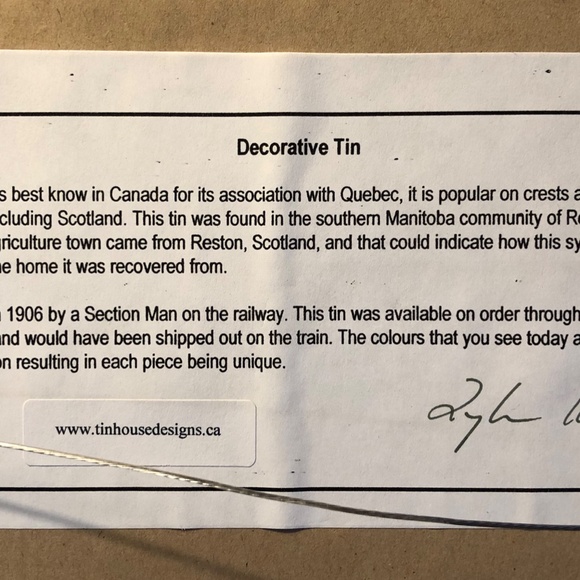 Decorative Tin
s best know in Canada for its association with Quebec, it is popular on crests a
cluding Scotland. This tin was found in the southern Manitoba community of Re
riculture town came from Reston, Scotland, and that could indicate how this sy
e home it was recovered from.
1906 by a Section Man on the railway. This tin was available on order through
nd would have been shipped out on the train. The colours that you see today a
on resulting in each piece being unique.
www.tinhousedesigns.ca